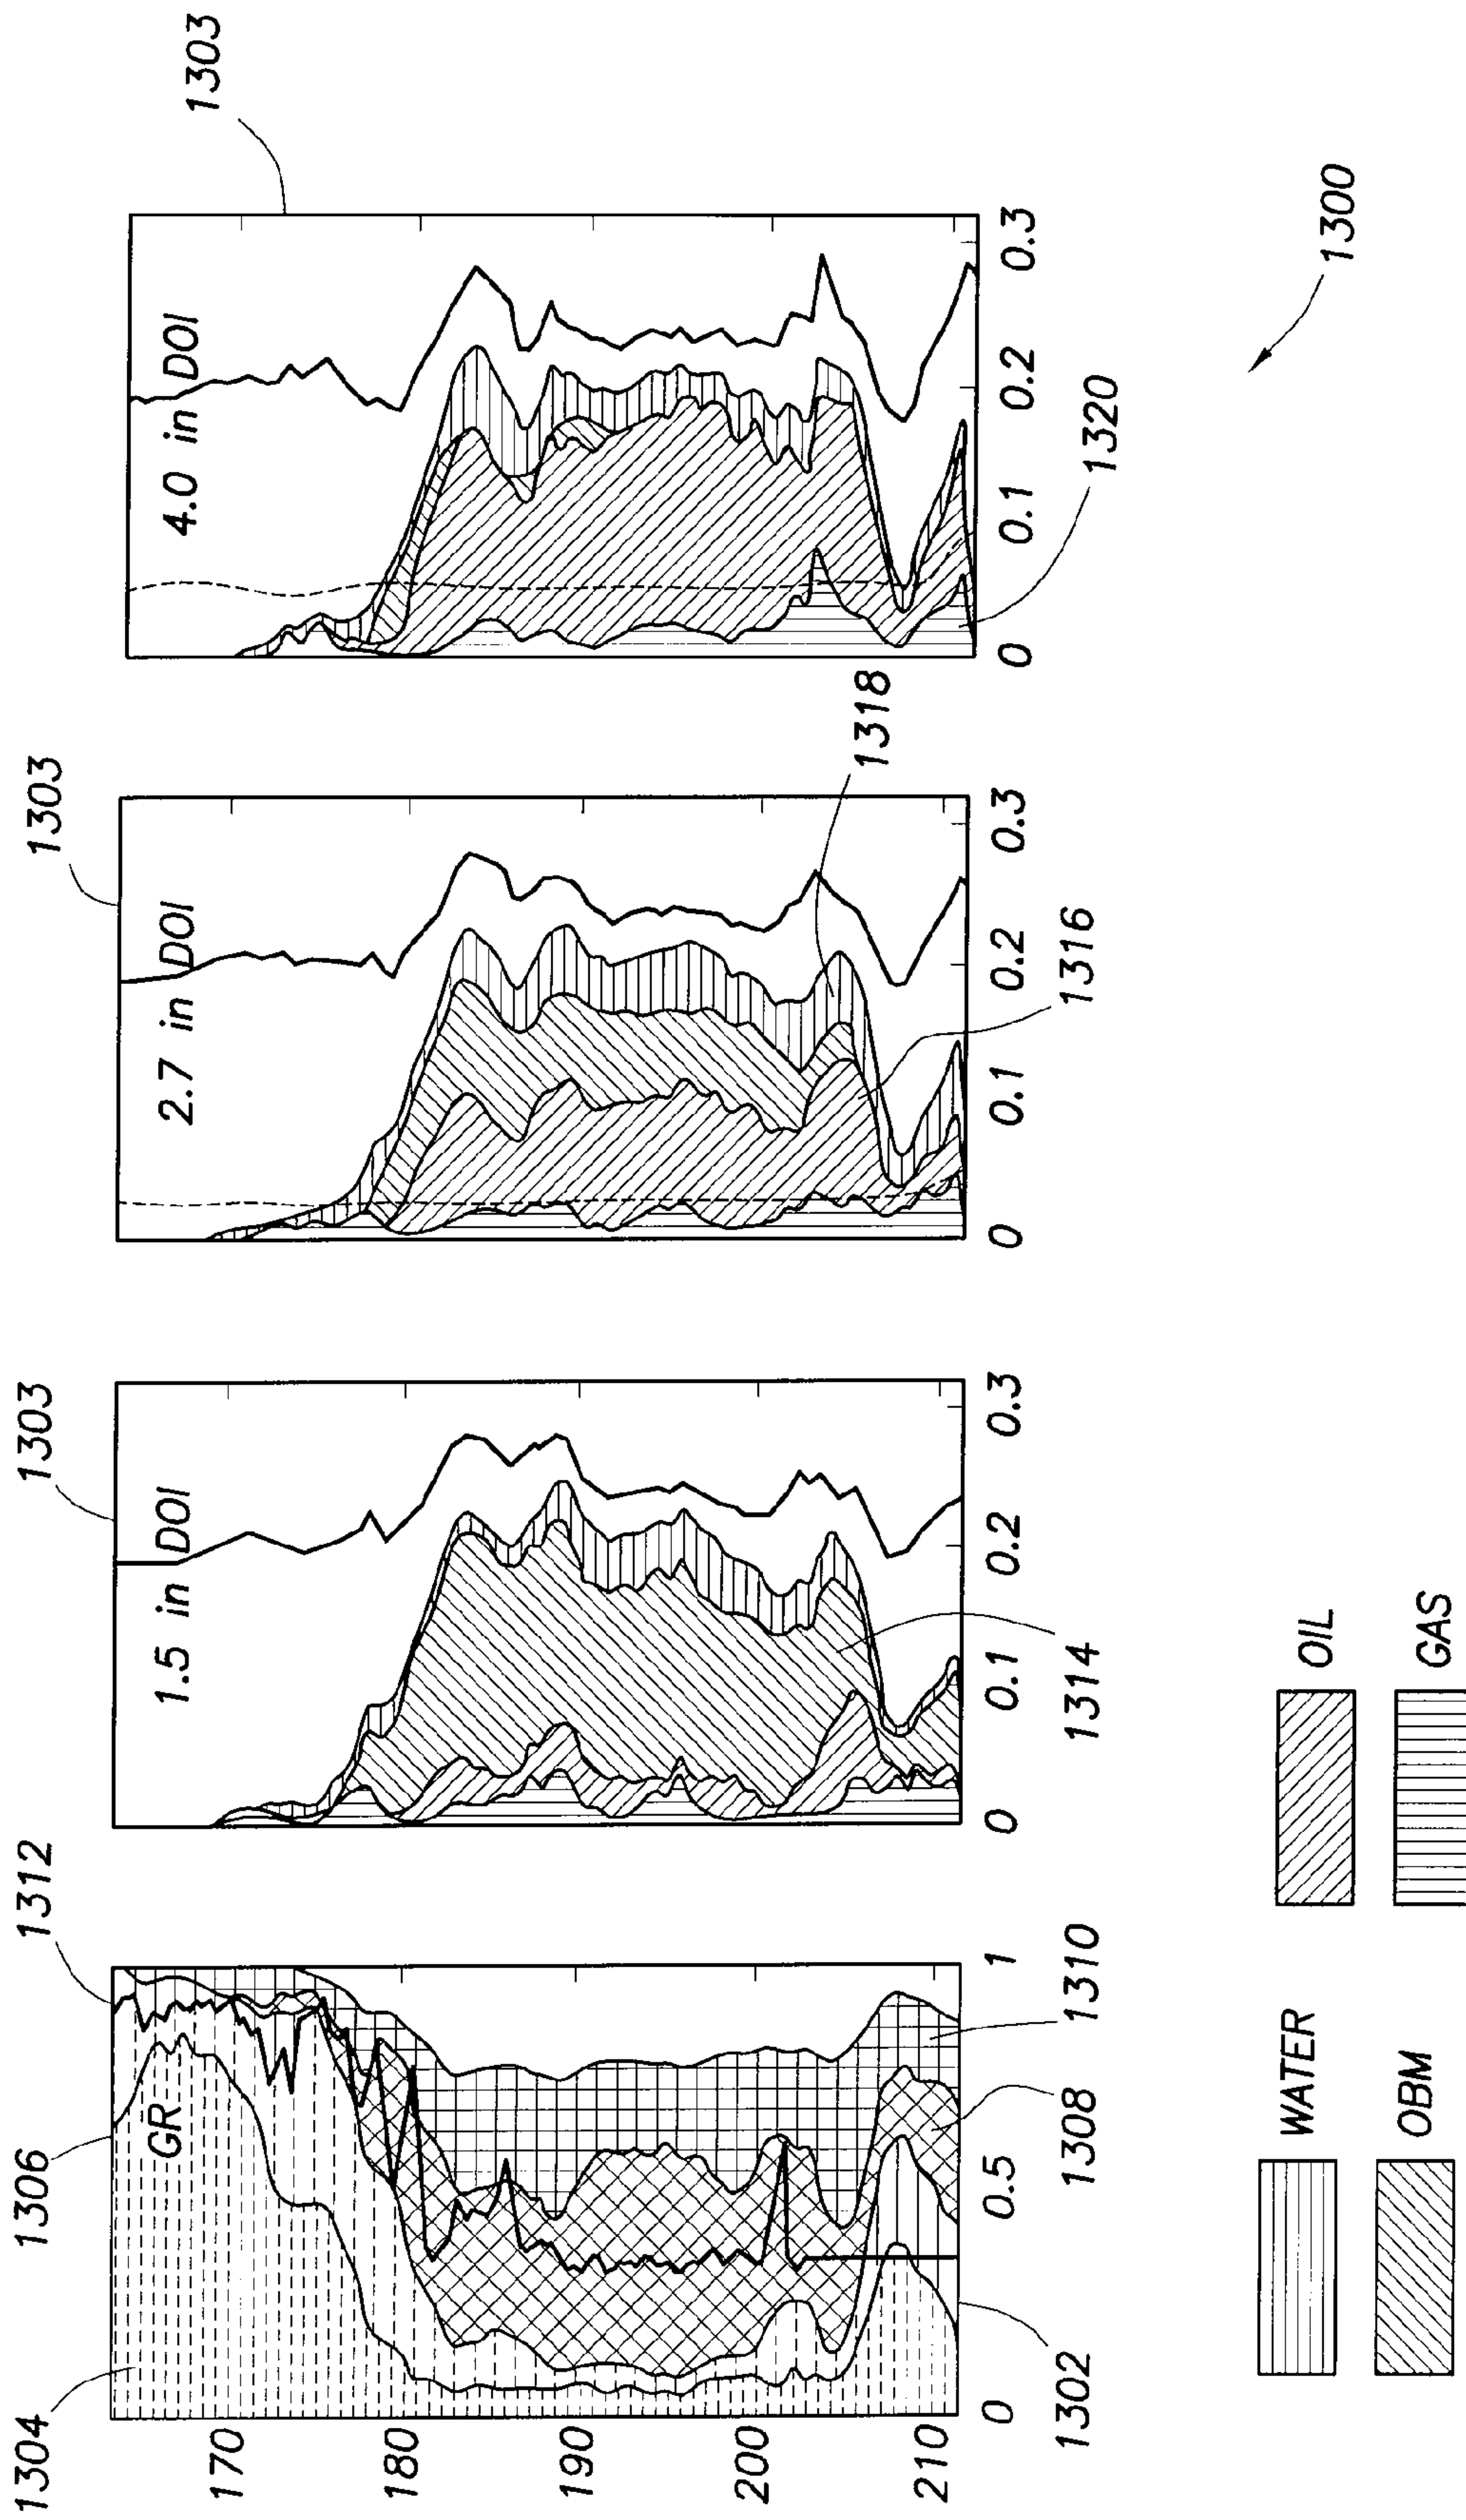 1304
1306
1312
1303
1303
1303
GR
1.5 in DOI
2.7 in DOI
4.0 in DOI
170
180
190
200
210
0 0.5 1
0 0.1 0.2 0.3
0 0.1 0.2 0.3
0 0.1 0.2 0.3
1302
1308
1310
1314
1316
1318
1320
1300
WATER
OIL
OBM
GAS